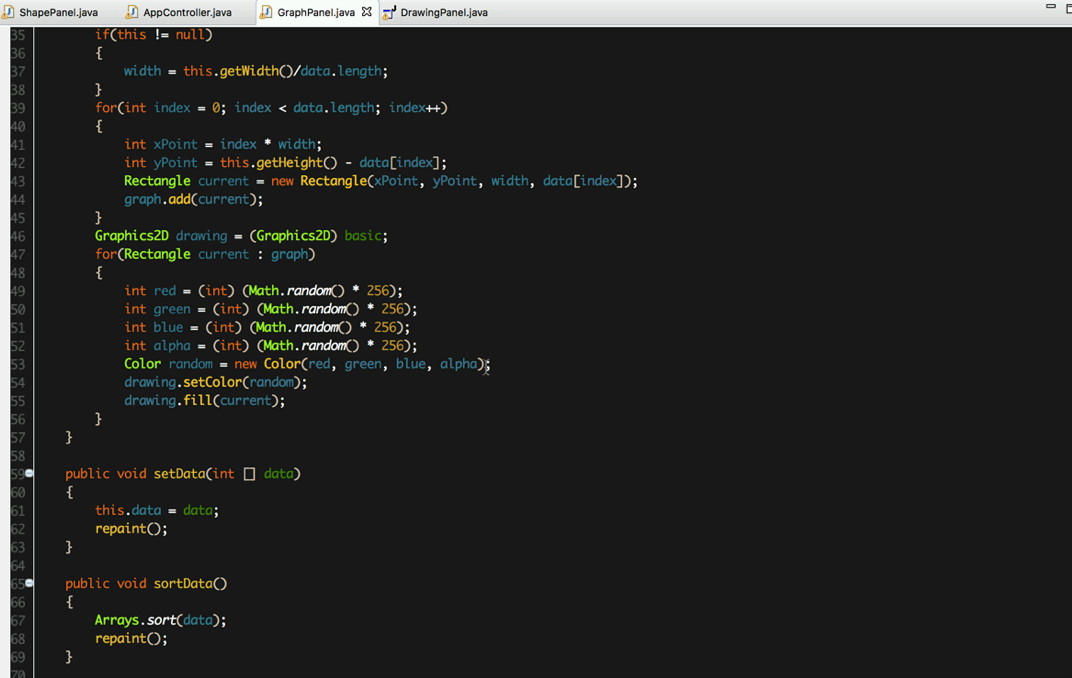 ShapePanel.java AppController.java GraphPanel.java DrawingPanel.java
35 if(this != null)
36 {
37 width = this.getWidth()/data.length;
38 }
39 for(int index = 0; index < data.length; index++)
40 {
41 int xPoint = index * width;
42 int yPoint = this.getHeight() - data[index];
43 Rectangle current = new Rectangle(xPoint, yPoint, width, data[index]);
44 graph.add(current);
45 }
46 Graphics2D drawing = (Graphics2D) basic;
47 for(Rectangle current : graph)
48 {
49 int red = (int) (Math.random() * 256);
50 int green = (int) (Math.random() * 256);
51 int blue = (int) (Math.random() * 256);
52 int alpha = (int) (Math.random() * 256);
53 Color random = new Color(red, green, blue, alpha);
54 drawing.setColor(random);
55 drawing.fill(current);
56 }
57 }
58
59 public void setData(int [] data)
60 {
61 this.data = data;
62 repaint();
63 }
64
65 public void sortData()
66 {
67 Arrays.sort(data);
68 repaint();
69 }
70